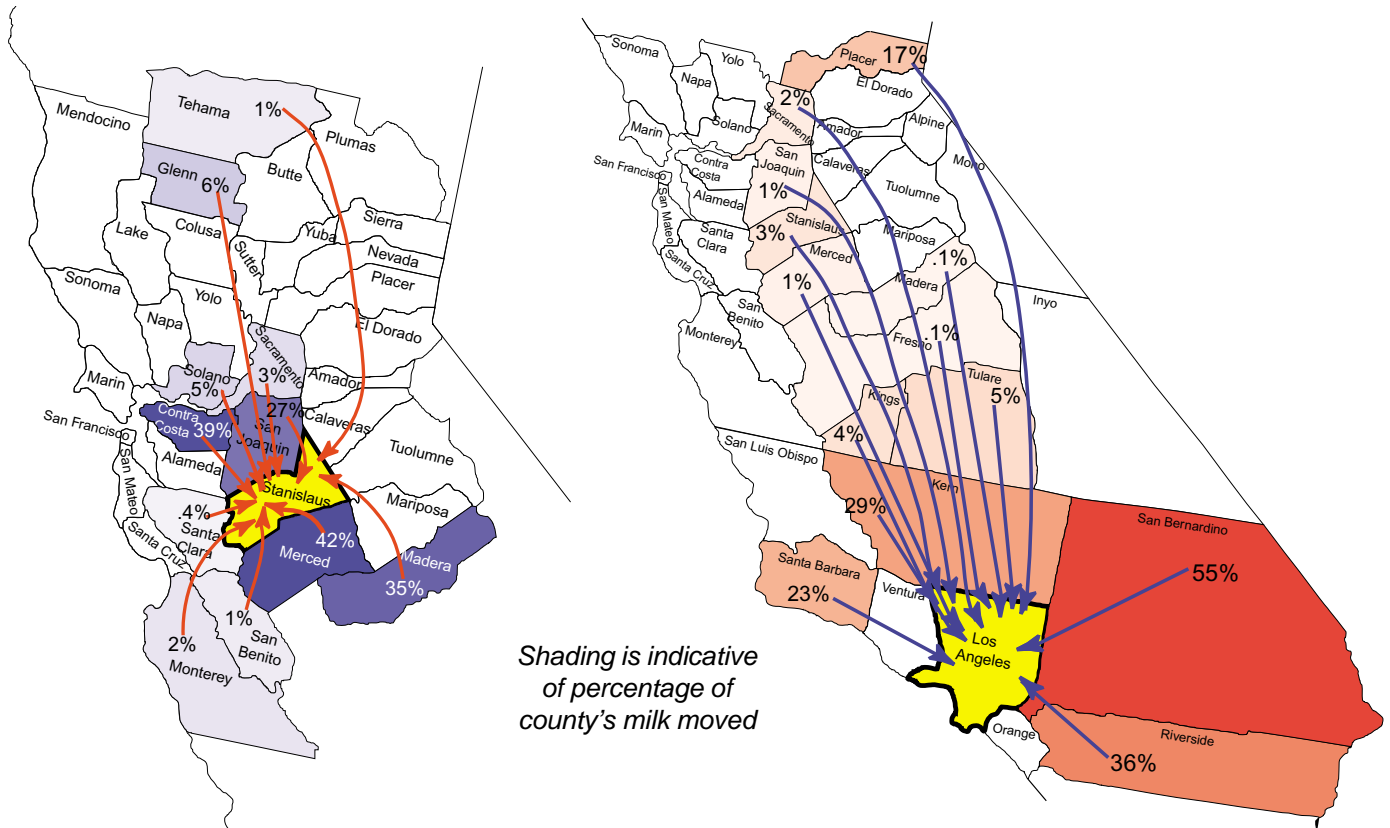 Tehama
1%
Mendocino
Plumas
Glenn
6%
Butte
Lake
Colusa
Sutter
Yuba
Sierra
Nevada
Placer
Sonoma
Yolo
Napa
El Dorado
Sacramento
Solano
.5%
3%
Amador
Marin
Contra
Costa
39%
27%
San
Joaquin
Calaveras
San Francisco
San Mateo
Alameda
Tuolumne
Stanislaus
Mariposa
.4%
Santa
Clara
Santa Cruz
42%
Merced
Madera
35%
1%
San
Benito
2%
Monterey
Shading is indicative
of percentage of
county's milk moved
Placer
17%
Sonoma
Yolo
Napa
El Dorado
2%
Sacramento
Solano
Amador
Alpine
Marin
San
Joaquin
Calaveras
Mono
San Francisco
Contra
Costa
1%
Tuolumne
San Mateo
Alameda
Stanislaus
3%
Santa
Clara
Merced
Mariposa
.1%
Santa Cruz
1%
Madera
Inyo
San
Benito
Monterey
.1%
Fresno
Tulare
Kings
5%
4%
San Luis Obispo
Kern
29%
San Bernardino
Santa Barbara
23%
Ventura
55%
Los
Angeles
Orange
Riverside
36%